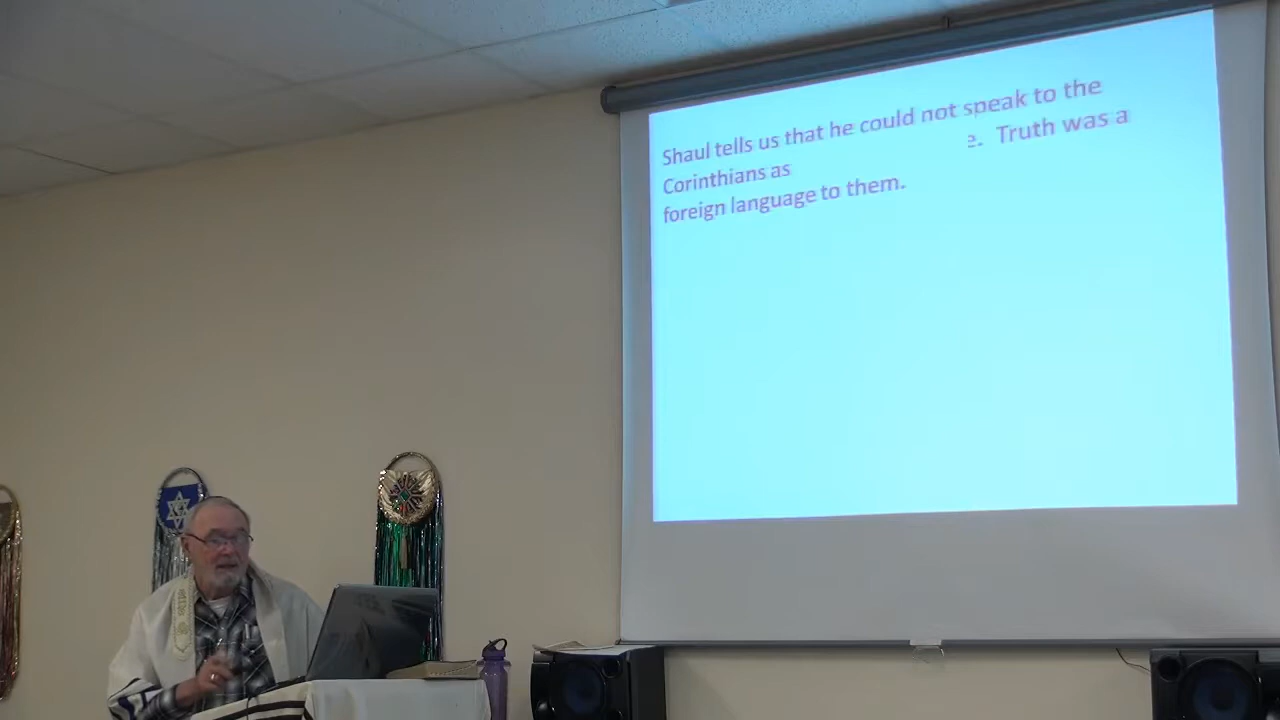 Shaul tells us that he could not speak to the
Corinthians as e. Truth was a
foreign language to them.